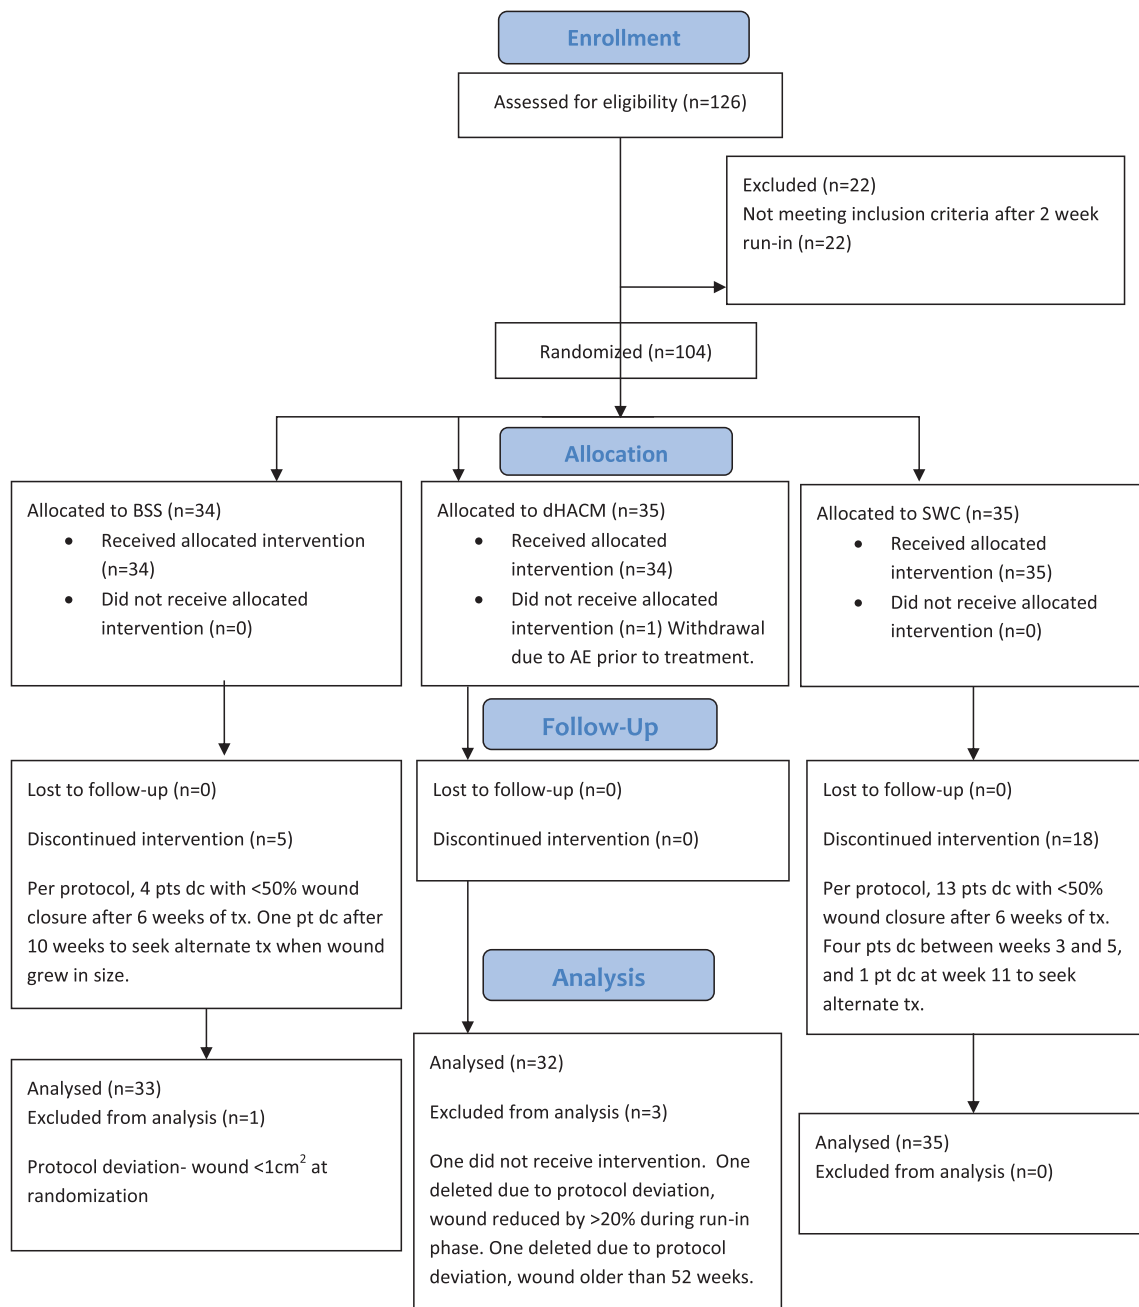 Enrollment
Assessed for eligibility (n=126)
Excluded (n=22)
Not meeting inclusion criteria after 2 week
run-in (n=22)
Randomized (n=104)
Allocation
Allocated to BSS (n=34)
• Received allocated intervention
(n=34)
• Did not receive allocated
intervention (n=0)
Allocated to dHACM (n=35)
• Received allocated
intervention (n=34)
• Did not receive allocated
intervention (n=1) Withdrawal
due to AE prior to treatment.
Allocated to SWC (n=35)
• Received allocated
intervention (n=35)
• Did not receive allocated
intervention (n=0)
Follow-Up
Lost to follow-up (n=0)
Discontinued intervention (n=5)
Per protocol, 4 pts dc with <50% wound
closure after 6 weeks of tx. One pt dc after
10 weeks to seek alternate tx when wound
grew in size.
Lost to follow-up (n=0)
Discontinued intervention (n=0)
Lost to follow-up (n=0)
Discontinued intervention (n=18)
Per protocol, 13 pts dc with <50%
wound closure after 6 weeks of tx.
Four pts dc between weeks 3 and 5,
and 1 pt dc at week 11 to seek
alternate tx.
Analysis
Analysed (n=33)
Excluded from analysis (n=1)
Protocol deviation- wound <1cm² at
randomization
Analysed (n=32)
Excluded from analysis (n=3)
One did not receive intervention.  One
deleted due to protocol deviation,
wound reduced by >20% during run-in
phase. One deleted due to protocol
deviation, wound older than 52 weeks.
Analysed (n=35)
Excluded from analysis (n=0)